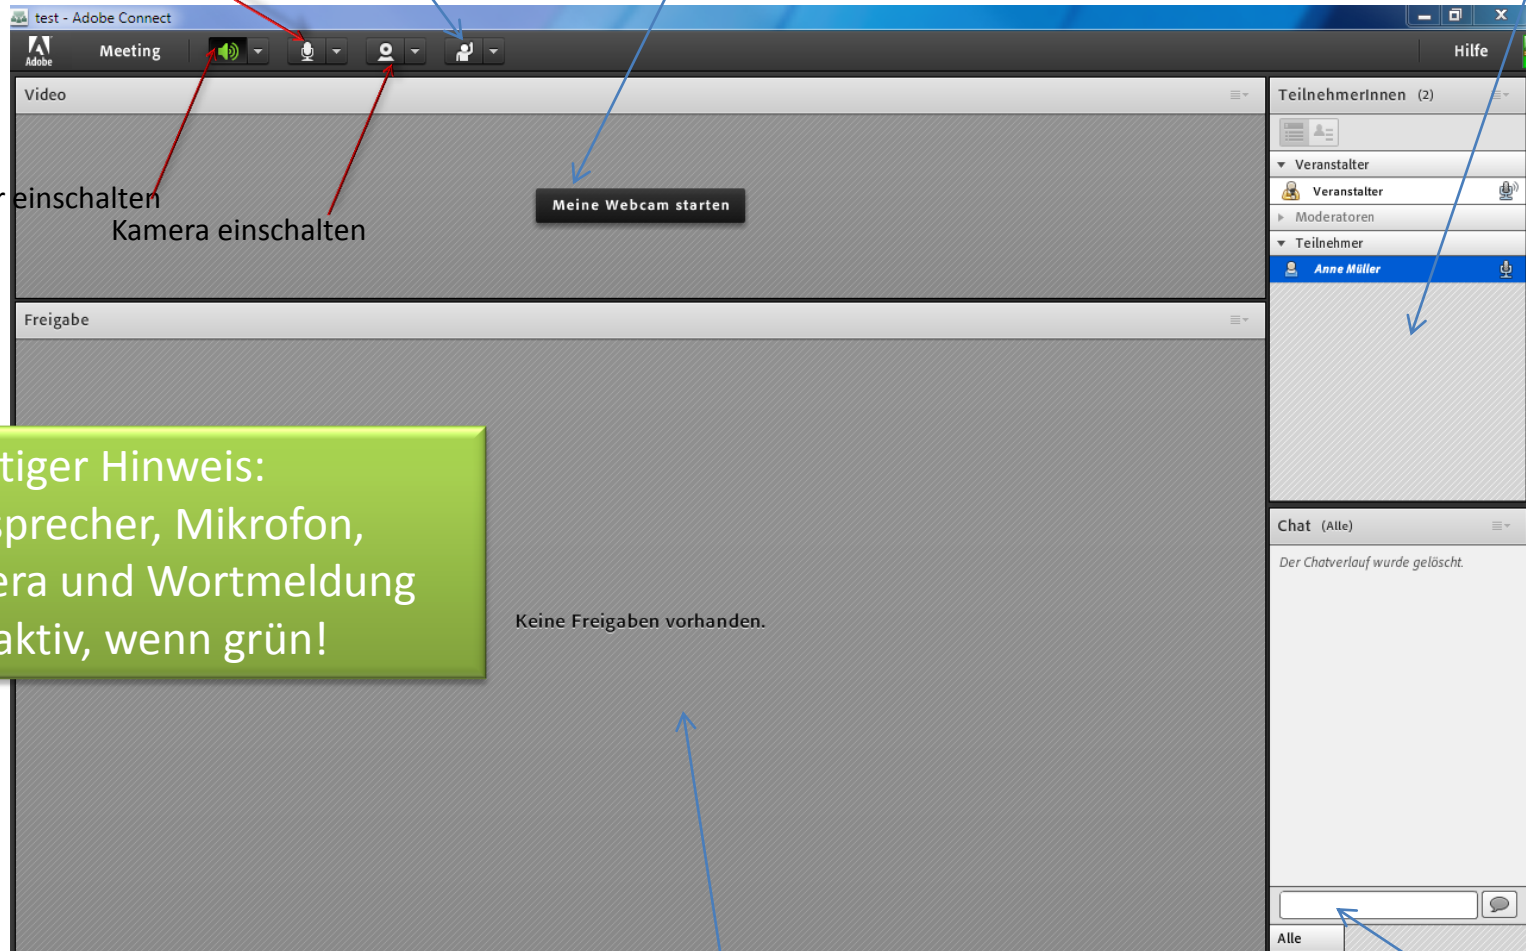 test - Adobe Connect
Adobe
Meeting
Hilfe
Video
TeilnehmerInnen (2)
Veranstalter
Veranstalter
Moderatoren
Teilnehmer
Anne Müller
einschalten
Kamera einschalten
Meine Webcam starten
Freigabe
tiger Hinweis:
sprecher, Mikrofon,
era und Wortmeldung
aktiv, wenn grün!
Keine Freigaben vorhanden.
Chat (Alle)
Der Chatverlauf wurde gelöscht.
Alle